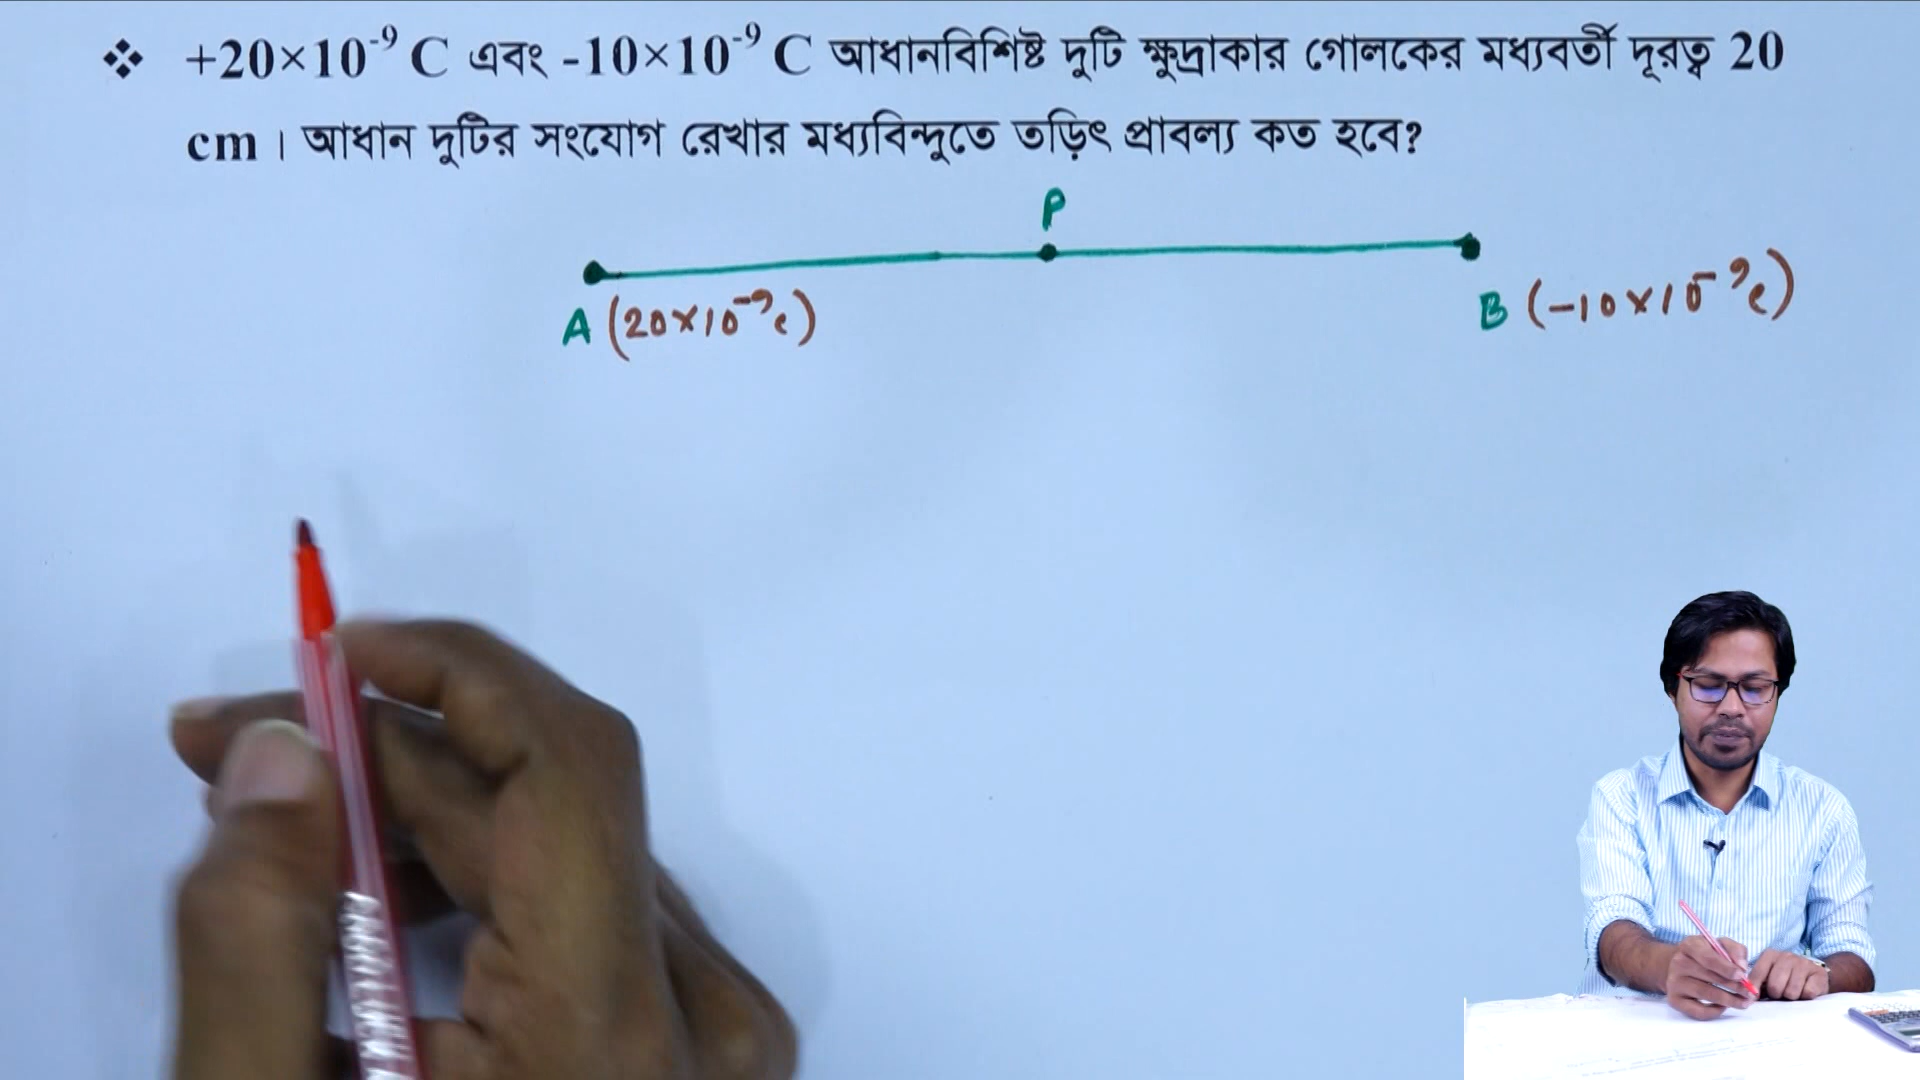 ❖ +20×10⁻⁹ C এবং -10×10⁻⁹ C আধানবিশিষ্ট দুটি ক্ষুদ্রাকার গোলকের মধ্যবর্তী দূরত্ব 20
cm। আধান দুটির সংযোগ রেখার মধ্যবিন্দুতে তড়িৎ প্রাবল্য কত হবে?
P
A (20×10⁻⁹c)
B (-10×10⁻⁹c)